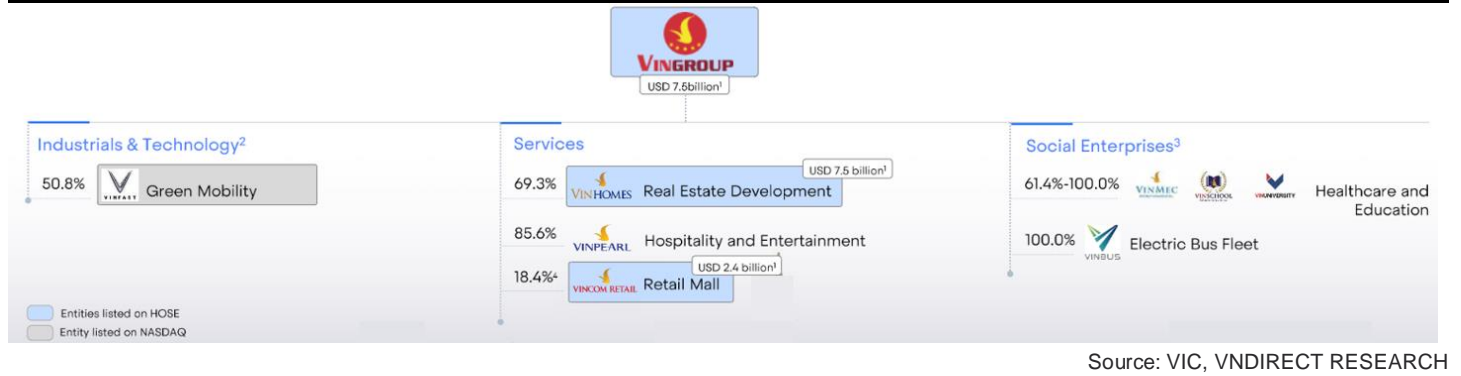 VINGROUP
USD 7.5billion¹
Industrials & Technology²
50.8%
VINFAST
Green Mobility
Services
USD 7.5 billion¹
69.3%
VINHOMES
Real Estate Development
85.6%
VINPEARL
Hospitality and Entertainment
USD 2.4 billion¹
18.4%⁴
VINCOM RETAIL
Retail Mall
Social Enterprises³
61.4%-100.0%
VINMEC
VINSCHOOL
VINUNIVERSITY
Healthcare and
Education
100.0%
VINBUS
Electric Bus Fleet
Entities listed on HOSE
Entity listed on NASDAQ
Source: VIC, VNDIRECT RESEARCH